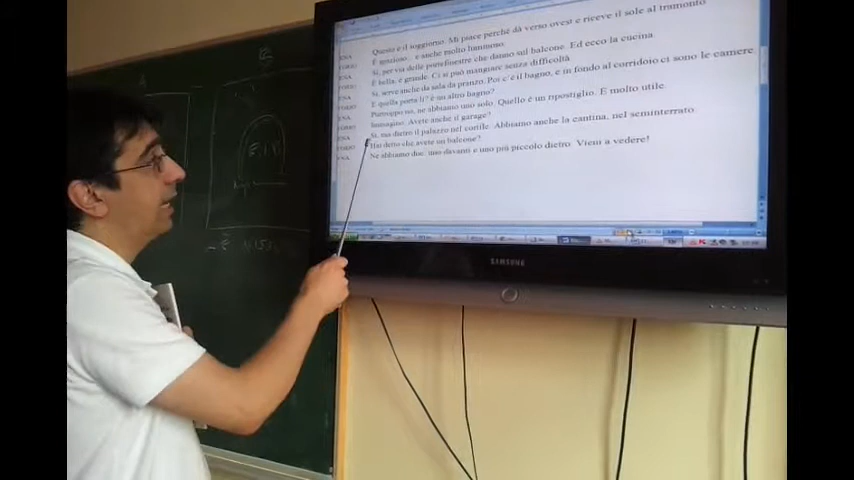 Questo è il soggiorno. Mi piace perché dà verso ovest e riceve il sole al tramonto
È grazioso... e anche molto luminoso.
Sì, per via delle portefinestre che danno sul balcone. Ed ecco la cucina.
È bella, è grande. Ci si può mangiare senza difficoltà.
Sì, serve anche da sala da pranzo. Poi c'è il bagno, e in fondo al corridoio ci sono le camere.
E quella porta lì? è un altro bagno?
Purtroppo no, ne abbiamo uno solo. Quello è un ripostiglio. È molto utile.
Immagino. Avete anche il garage?
Sì, ma dietro il palazzo nel cortile. Abbiamo anche la cantina, nel seminterrato.
Hai detto che avete un balcone?
Ne abbiamo due, uno davanti e uno più piccolo dietro. Vieni a vedere!
SAMSUNG